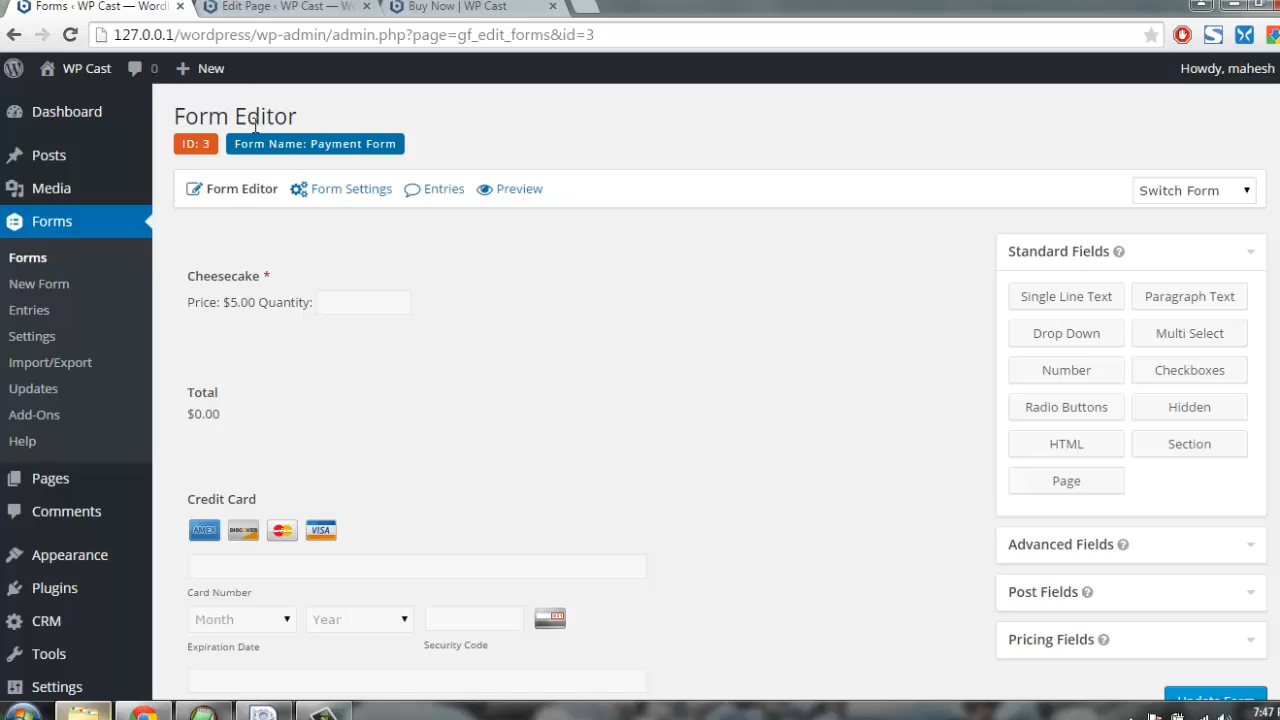 Forms ‹ WP Cast — Word
Edit Page ‹ WP Cast — W
Buy Now | WP Cast
127.0.0.1/wordpress/wp-admin/admin.php?page=gf_edit_forms&id=3
WP Cast
0
New
Howdy, mahesh
Dashboard
Posts
Media
Forms
Forms
New Form
Entries
Settings
Import/Export
Updates
Add-Ons
Help
Pages
Comments
Appearance
Plugins
CRM
Tools
Settings
Form Editor
ID: 3
Form Name: Payment Form
Form Editor
Form Settings
Entries
Preview
Switch Form
Cheesecake *
Price: $5.00 Quantity:
Total
$0.00
Credit Card
AMEX
DISCOVER
VISA
Card Number
Month
Year
Expiration Date
Security Code
Standard Fields
Single Line Text
Paragraph Text
Drop Down
Multi Select
Number
Checkboxes
Radio Buttons
Hidden
HTML
Section
Page
Advanced Fields
Post Fields
Pricing Fields
Update Form
7:47